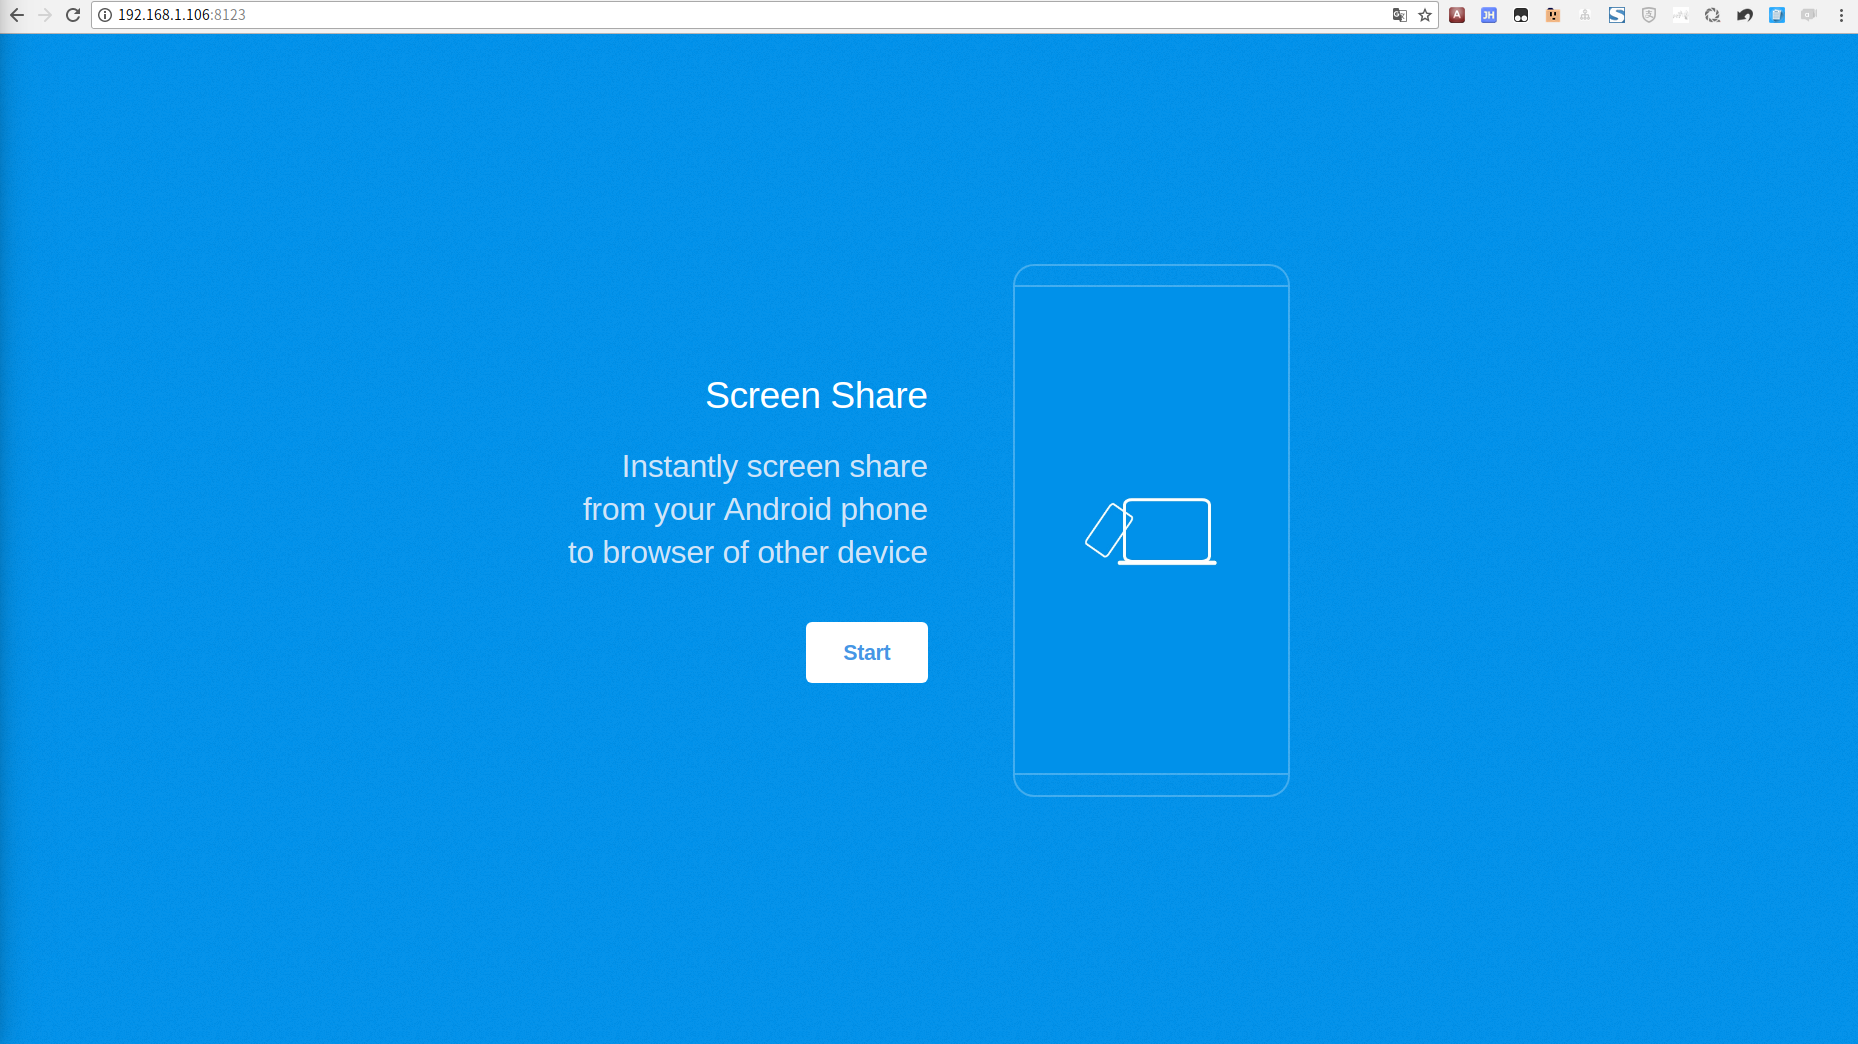 192.168.1.106:8123
A
JH
S
Screen Share
Instantly screen share
from your Android phone
to browser of other device
Start